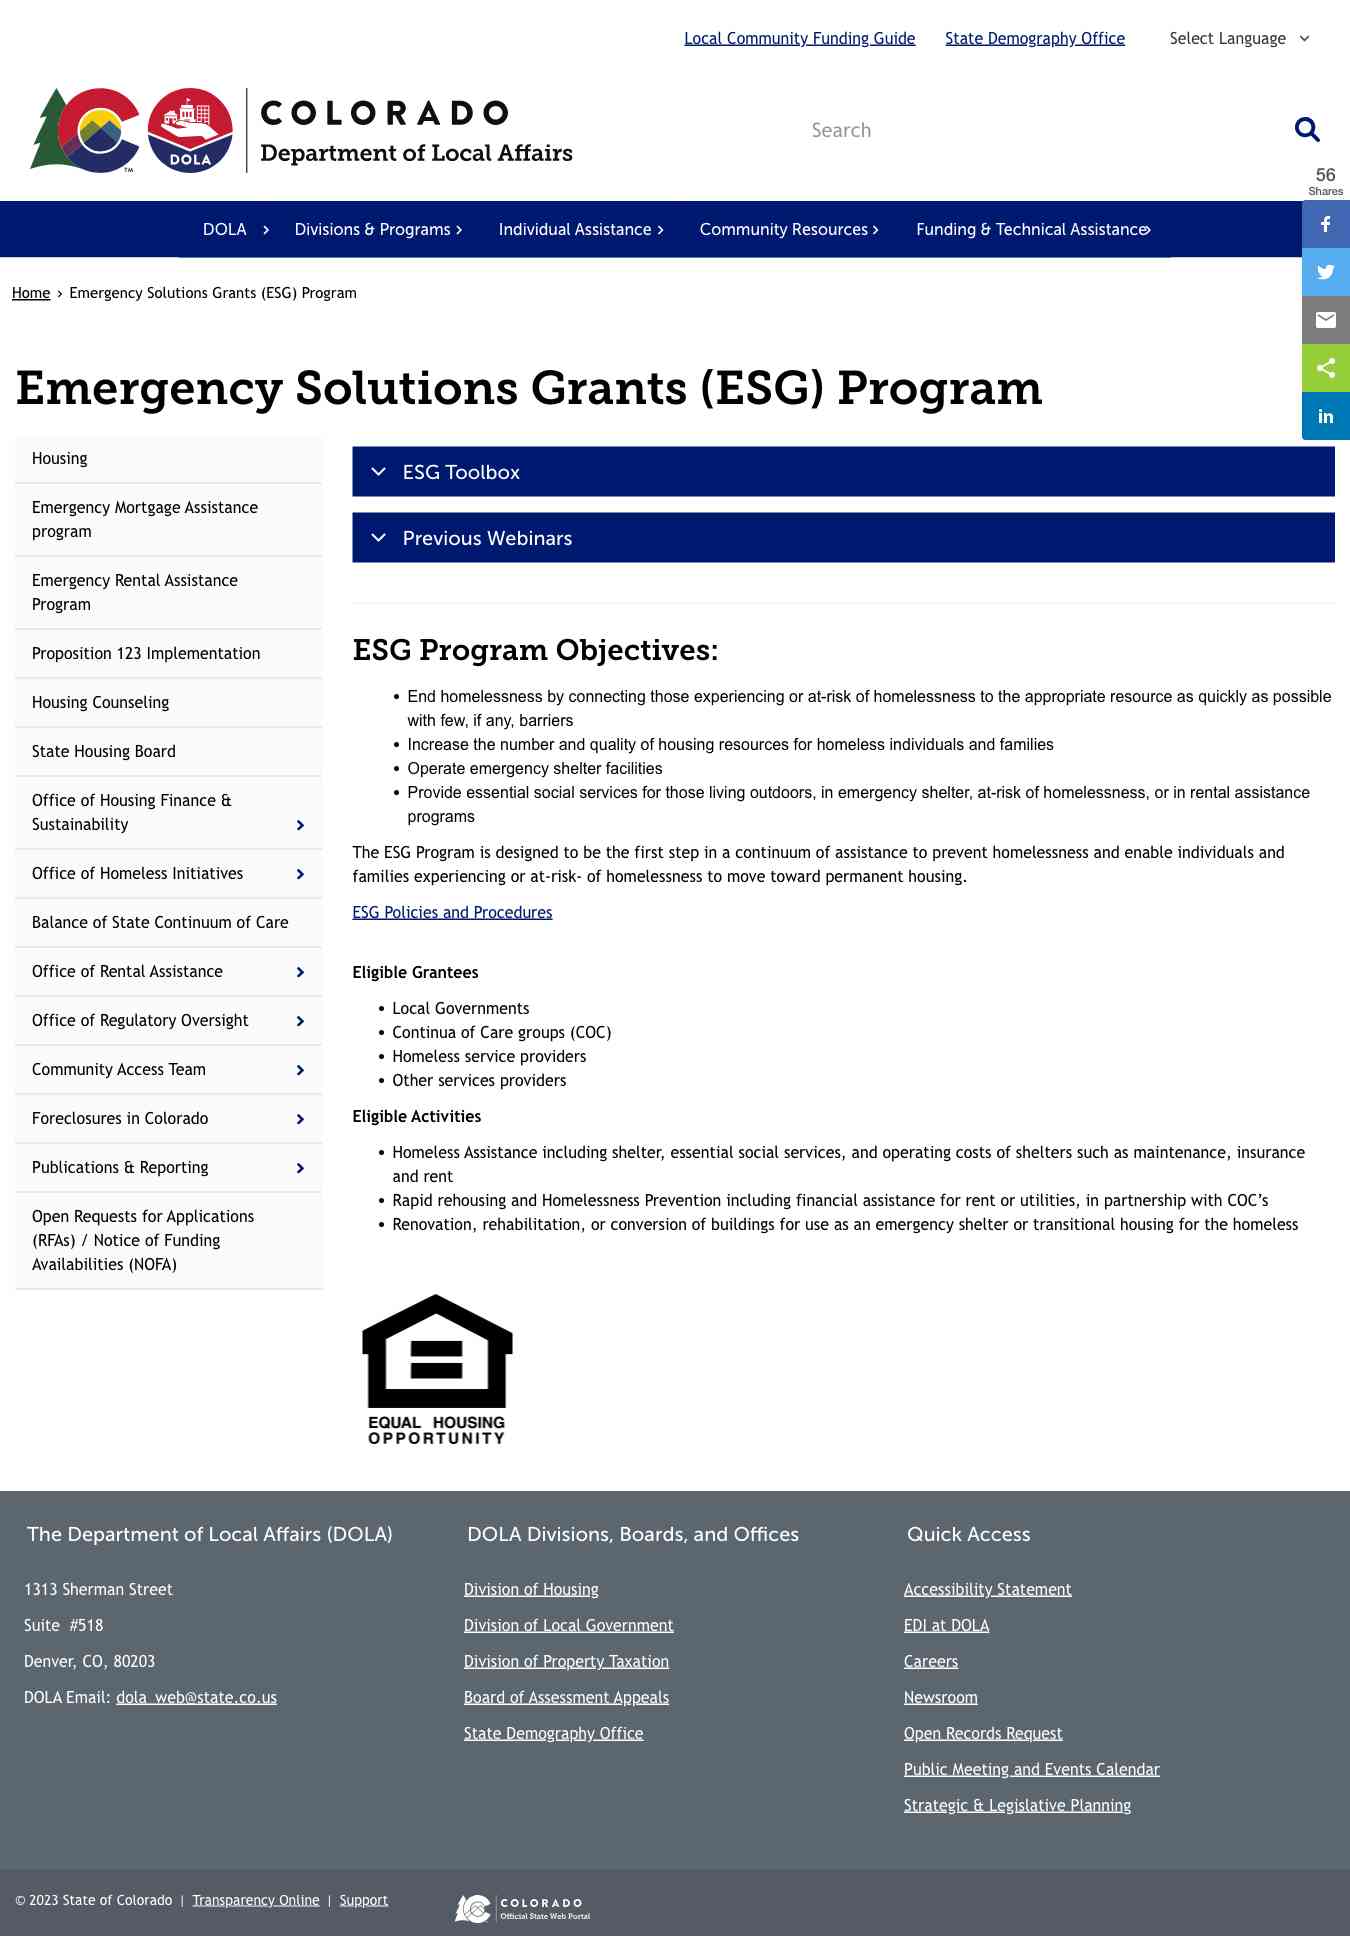 Local Community Funding Guide
State Demography Office
Select Language
TM
DOLA
COLORADO
Department of Local Affairs
Search
56
Shares
DOLA
Divisions & Programs
Individual Assistance
Community Resources
Funding & Technical Assistance
Home › Emergency Solutions Grants (ESG) Program
Emergency Solutions Grants (ESG) Program
Housing
Emergency Mortgage Assistance
program
Emergency Rental Assistance
Program
Proposition 123 Implementation
Housing Counseling
State Housing Board
Office of Housing Finance &
Sustainability
Office of Homeless Initiatives
Balance of State Continuum of Care
Office of Rental Assistance
Office of Regulatory Oversight
Community Access Team
Foreclosures in Colorado
Publications & Reporting
Open Requests for Applications
(RFAs) / Notice of Funding
Availabilities (NOFA)
ESG Toolbox
Previous Webinars
ESG Program Objectives:
• End homelessness by connecting those experiencing or at-risk of homelessness to the appropriate resource as quickly as possible
with few, if any, barriers
• Increase the number and quality of housing resources for homeless individuals and families
• Operate emergency shelter facilities
• Provide essential social services for those living outdoors, in emergency shelter, at-risk of homelessness, or in rental assistance
programs
The ESG Program is designed to be the first step in a continuum of assistance to prevent homelessness and enable individuals and
families experiencing or at-risk- of homelessness to move toward permanent housing.
ESG Policies and Procedures
Eligible Grantees
• Local Governments
• Continua of Care groups (COC)
• Homeless service providers
• Other services providers
Eligible Activities
• Homeless Assistance including shelter, essential social services, and operating costs of shelters such as maintenance, insurance
and rent
• Rapid rehousing and Homelessness Prevention including financial assistance for rent or utilities, in partnership with COC's
• Renovation, rehabilitation, or conversion of buildings for use as an emergency shelter or transitional housing for the homeless
EQUAL HOUSING
OPPORTUNITY
The Department of Local Affairs (DOLA)
1313 Sherman Street
Suite #518
Denver, CO, 80203
DOLA Email: dola_web@state.co.us
DOLA Divisions, Boards, and Offices
Division of Housing
Division of Local Government
Division of Property Taxation
Board of Assessment Appeals
State Demography Office
Quick Access
Accessibility Statement
EDI at DOLA
Careers
Newsroom
Open Records Request
Public Meeting and Events Calendar
Strategic & Legislative Planning
© 2023 State of Colorado | Transparency Online | Support
COLORADO
Official State Web Portal